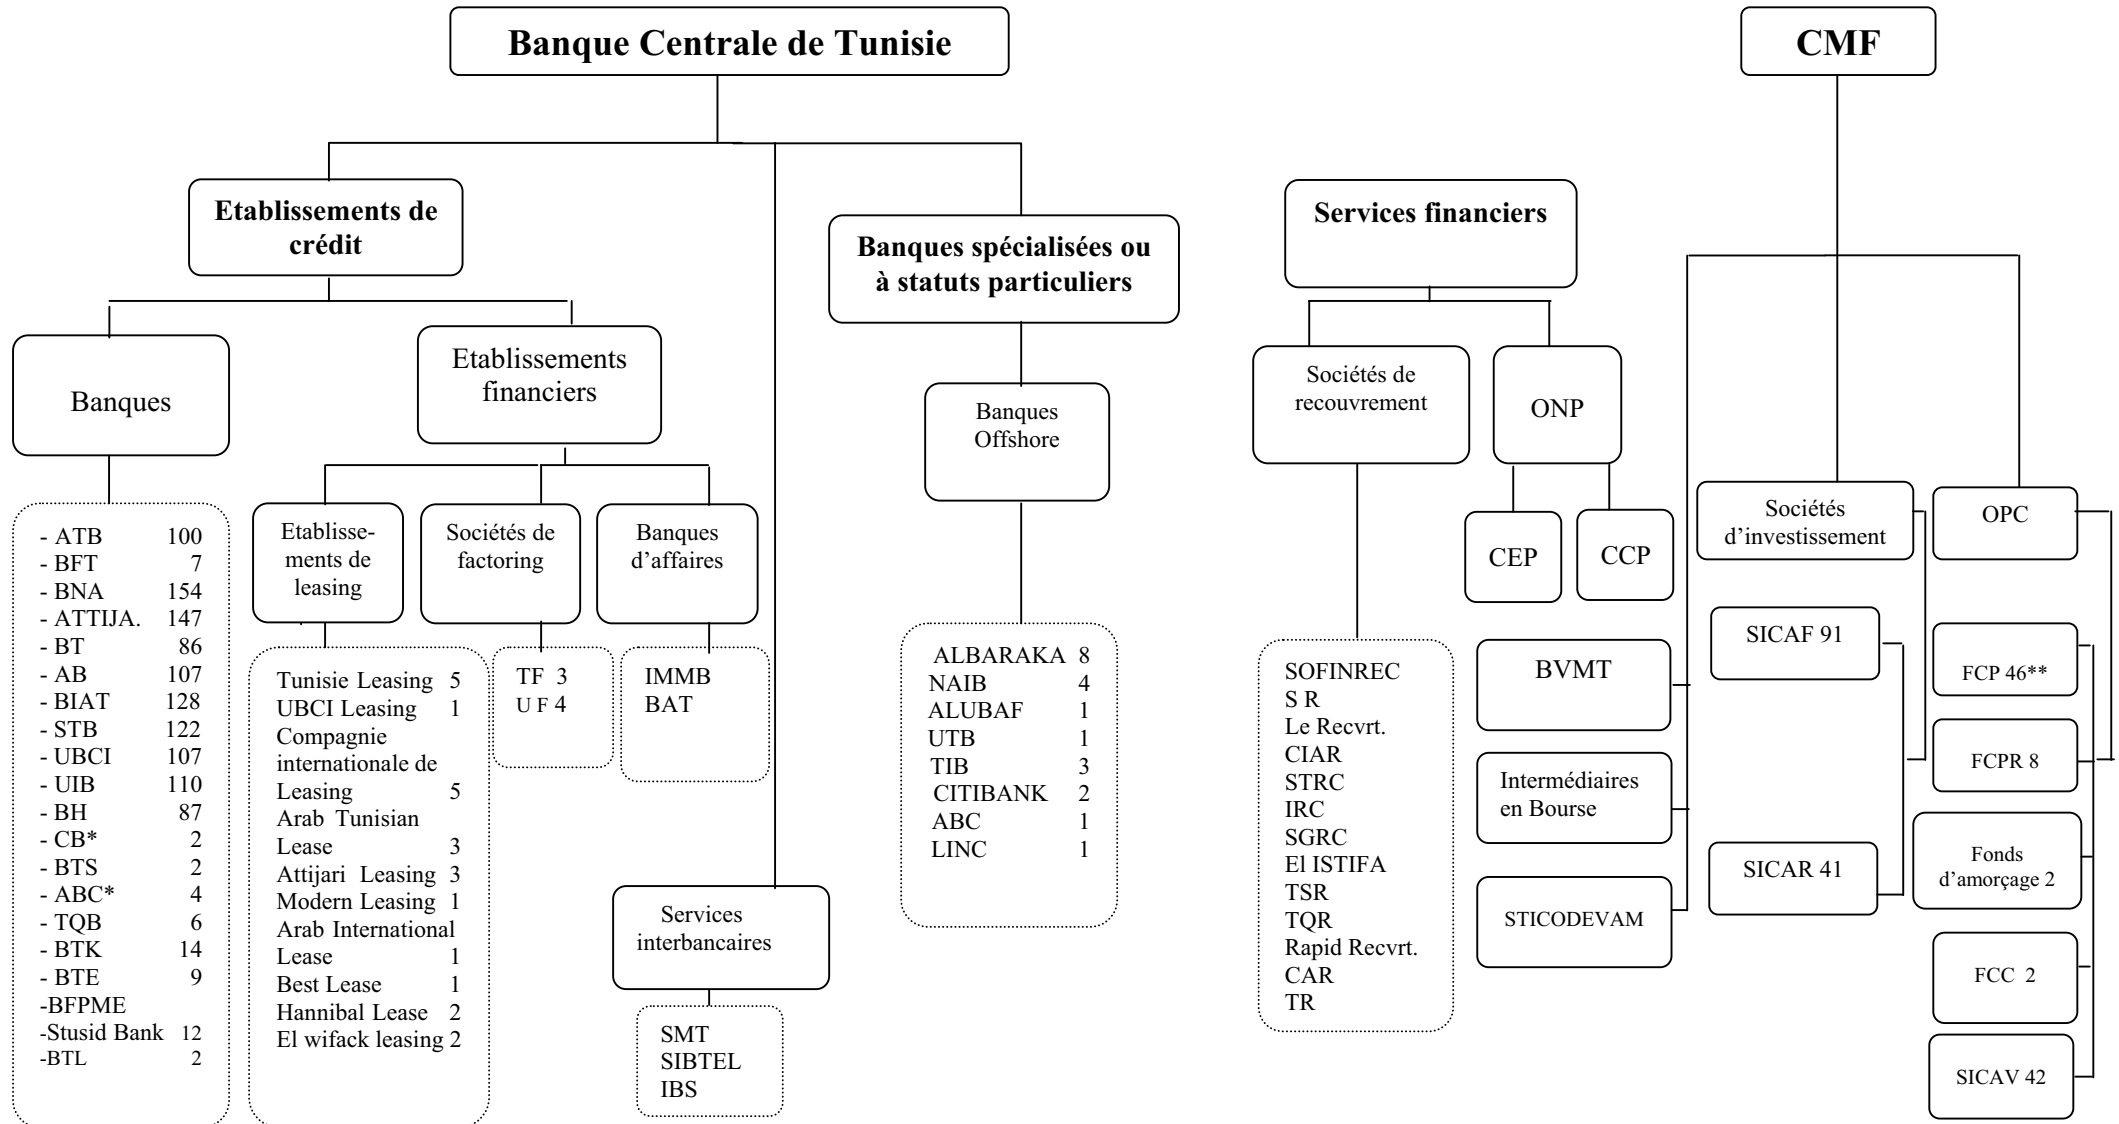 Banque Centrale de Tunisie
CMF
Etablissements de
crédit
Banques spécialisées ou
à statuts particuliers
Services financiers
Banques
Etablissements
financiers
Banques
Offshore
Sociétés de
recouvrement
ONP
CEP
CCP
Sociétés
d’investissement
OPC
- ATB 100
- BFT 7
- BNA 154
- ATTIJA. 147
- BT 86
- AB 107
- BIAT 128
- STB 122
- UBCI 107
- UIB 110
- BH 87
- CB* 2
- BTS 2
- ABC* 4
- TQB 6
- BTK 14
- BTE 9
-BFPME
-Stusid Bank 12
-BTL 2
Etablisse-
ments de
leasing
Sociétés de
factoring
Banques
d’affaires
Tunisie Leasing 5
UBCI Leasing 1
Compagnie
internationale de
Leasing 5
Arab Tunisian
Lease 3
Attijari Leasing 3
Modern Leasing 1
Arab International
Lease 1
Best Lease 1
Hannibal Lease 2
El wifack leasing 2
TF 3
U F 4
IMMB
BAT
Services
interbancaires
SMT
SIBTEL
IBS
ALBARAKA 8
NAIB 4
ALUBAF 1
UTB 1
TIB 3
CITIBANK 2
ABC 1
LINC 1
SOFINREC
S R
Le Recvrt.
CIAR
STRC
IRC
SGRC
El ISTIFA
TSR
TQR
Rapid Recvrt.
CAR
TR
BVMT
Intermédiaires
en Bourse
STICODEVAM
SICAF 91
SICAR 41
FCP 46**
FCPR 8
Fonds
d’amorçage 2
FCC 2
SICAV 42